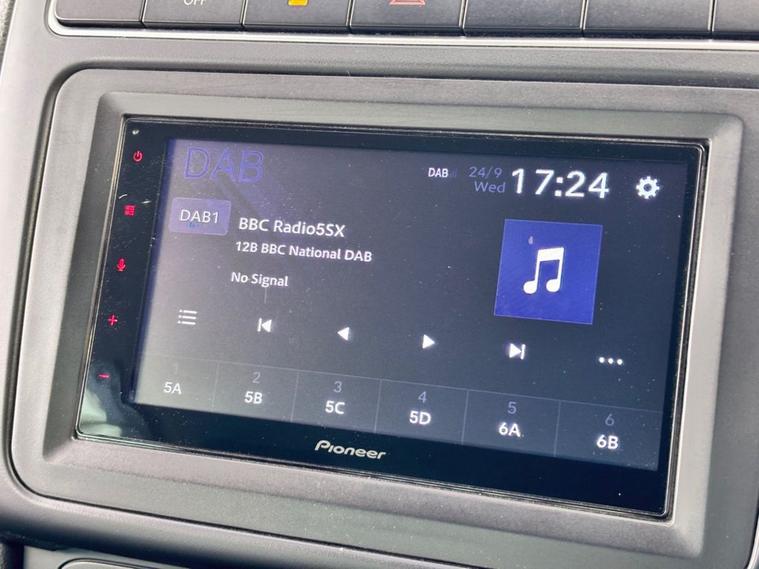 OFF
DAB
DAB
24/9
Wed
17:24
DAB1
BBC Radio5SX
12B BBC National DAB
No Signal
1
5A
2
5B
3
5C
4
5D
5
6A
6
6B
Pioneer